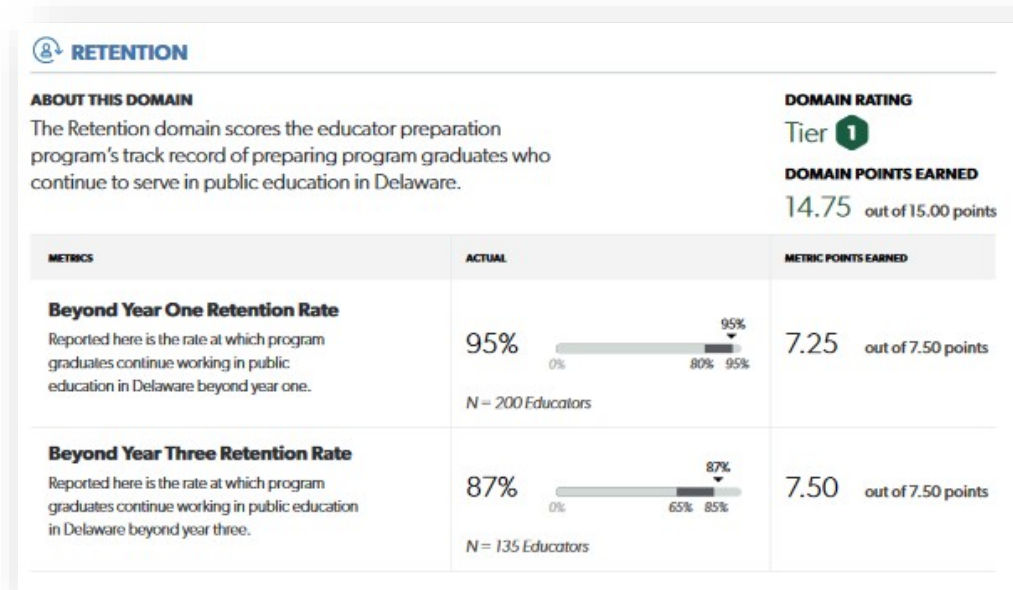 RETENTION
ABOUT THIS DOMAIN
The Retention domain scores the educator preparation
program's track record of preparing program graduates who
continue to serve in public education in Delaware.
DOMAIN RATING
Tier 1
DOMAIN POINTS EARNED
14.75 out of 15.00 points
METRICS ACTUAL METRIC POINTS EARNED
Beyond Year One Retention Rate
Reported here is the rate at which program
graduates continue working in public
education in Delaware beyond year one.
95%
95%
0% 80% 95%
N = 200 Educators
7.25 out of 7.50 points
Beyond Year Three Retention Rate
Reported here is the rate at which program
graduates continue working in public education
in Delaware beyond year three.
87%
87%
0% 65% 85%
N = 135 Educators
7.50 out of 7.50 points